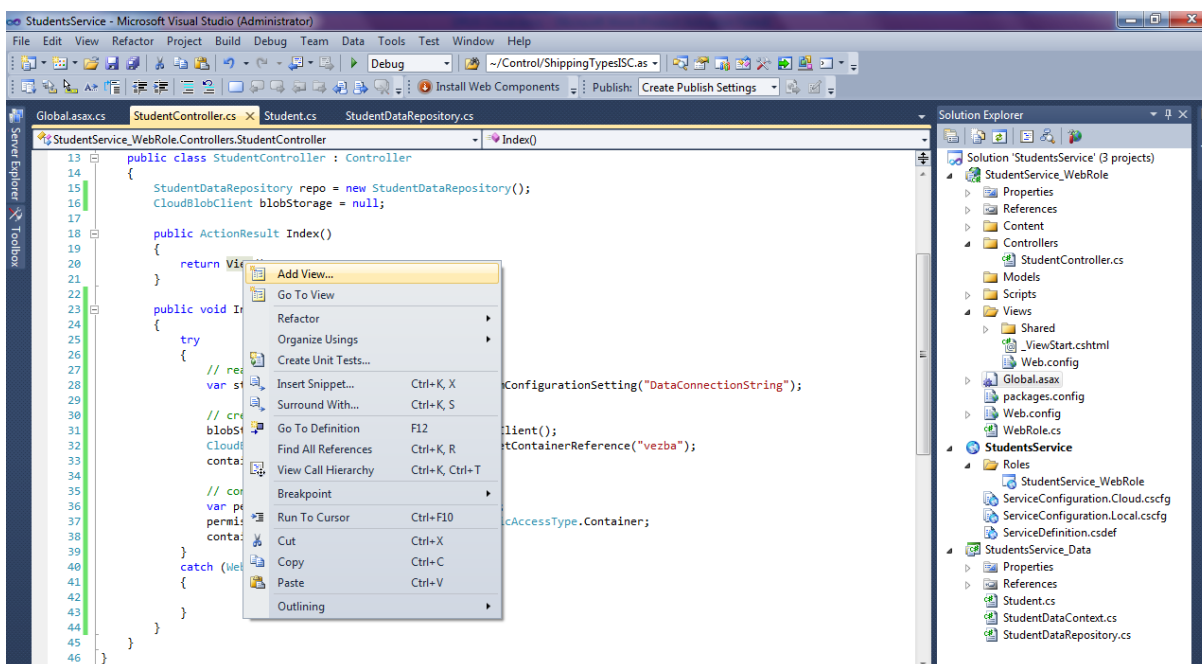 StudentsService - Microsoft Visual Studio (Administrator)
File Edit View Refactor Project Build Debug Team Data Tools Test Window Help
Debug ~/Control/ShippingTypesISC.as
Install Web Components Publish: Create Publish Settings
Global.asax.cs StudentController.cs Student.cs StudentDataRepository.cs
StudentService_WebRole.Controllers.StudentController Index()
Server Explorer
Toolbox
13 public class StudentController : Controller
14 {
15 StudentDataRepository repo = new StudentDataRepository();
16 CloudBlobClient blobStorage = null;
17
18 public ActionResult Index()
19 {
20 return Vie
21 }
22
23 public void I
24 {
25 try
26 {
27 // rea
28 var st ConfigurationSetting("DataConnectionString");
29
30 // cre
31 blobSt lient();
32 CloudB tContainerReference("vezba");
33 contai
34
35 // con
36 var pe
37 permis cAccessType.Container;
38 contai
39 }
40 catch (Web
41 {
42
43 }
44 }
45 }
46 }
Add View...
Go To View
Refactor
Organize Usings
Create Unit Tests...
Insert Snippet... Ctrl+K, X
Surround With... Ctrl+K, S
Go To Definition F12
Find All References Ctrl+K, R
View Call Hierarchy Ctrl+K, Ctrl+T
Breakpoint
Run To Cursor Ctrl+F10
Cut Ctrl+X
Copy Ctrl+C
Paste Ctrl+V
Outlining
Solution Explorer
Solution 'StudentsService' (3 projects)
StudentService_WebRole
Properties
References
Content
Controllers
StudentController.cs
Models
Scripts
Views
Shared
_ViewStart.cshtml
Web.config
Global.asax
packages.config
Web.config
WebRole.cs
StudentsService
Roles
StudentService_WebRole
ServiceConfiguration.Cloud.cscfg
ServiceConfiguration.Local.cscfg
ServiceDefinition.csdef
StudentsService_Data
Properties
References
Student.cs
StudentDataContext.cs
StudentDataRepository.cs